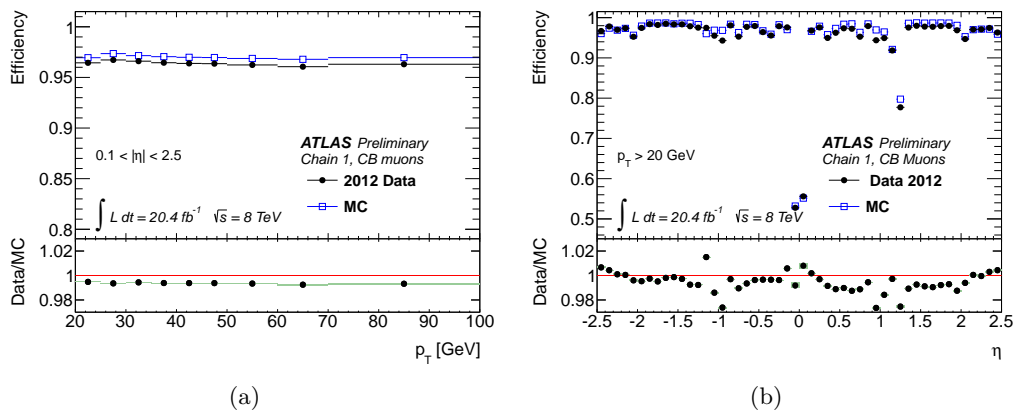 Efficiency
1
0.95
0.9
0.85
0.8
ATLAS Preliminary
0.1 < |η| < 2.5
Chain 1, CB muons
2012 Data
MC
∫ L dt = 20.4 fb⁻¹ √s = 8 TeV
Data/MC
1.02
1
0.98
20 30 40 50 60 70 80 90 100
p_T [GeV]
(a)
Efficiency
1
0.9
0.8
0.7
0.6
0.5
ATLAS Preliminary
p_T > 20 GeV
Chain 1, CB Muons
Data 2012
MC
∫ L dt = 20.4 fb⁻¹ √s = 8 TeV
Data/MC
1.02
1
0.98
-2.5 -2 -1.5 -1 -0.5 0 0.5 1 1.5 2 2.5
η
(b)